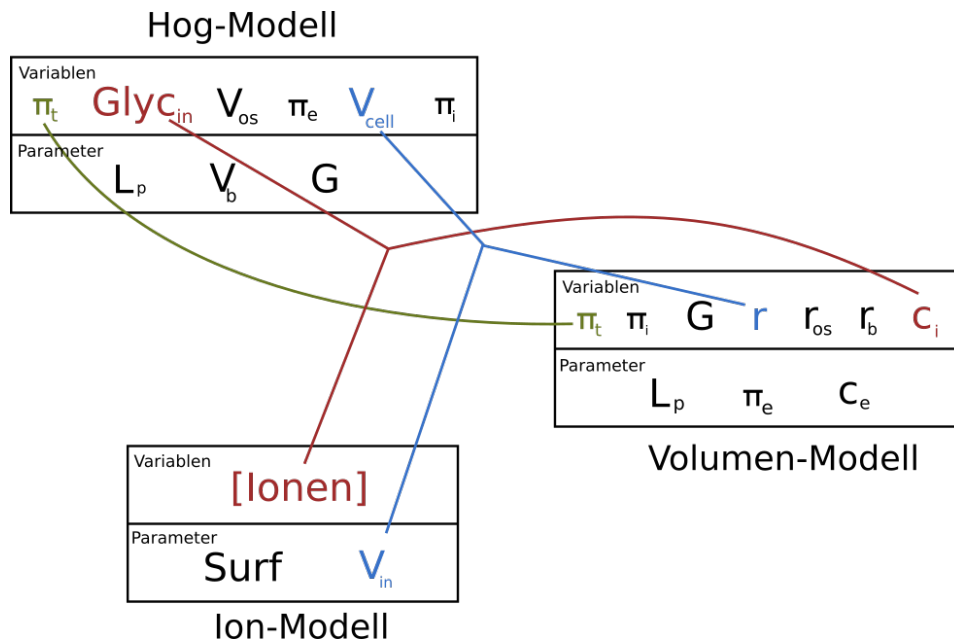 Hog-Modell
Variablen
πt Glycin Vos πe Vcell πi
Parameter
Lp Vb G
Variablen
πt πi G r ros rb ci
Parameter
Lp πe ce
Volumen-Modell
Variablen
[Ionen]
Parameter
Surf Vin
Ion-Modell